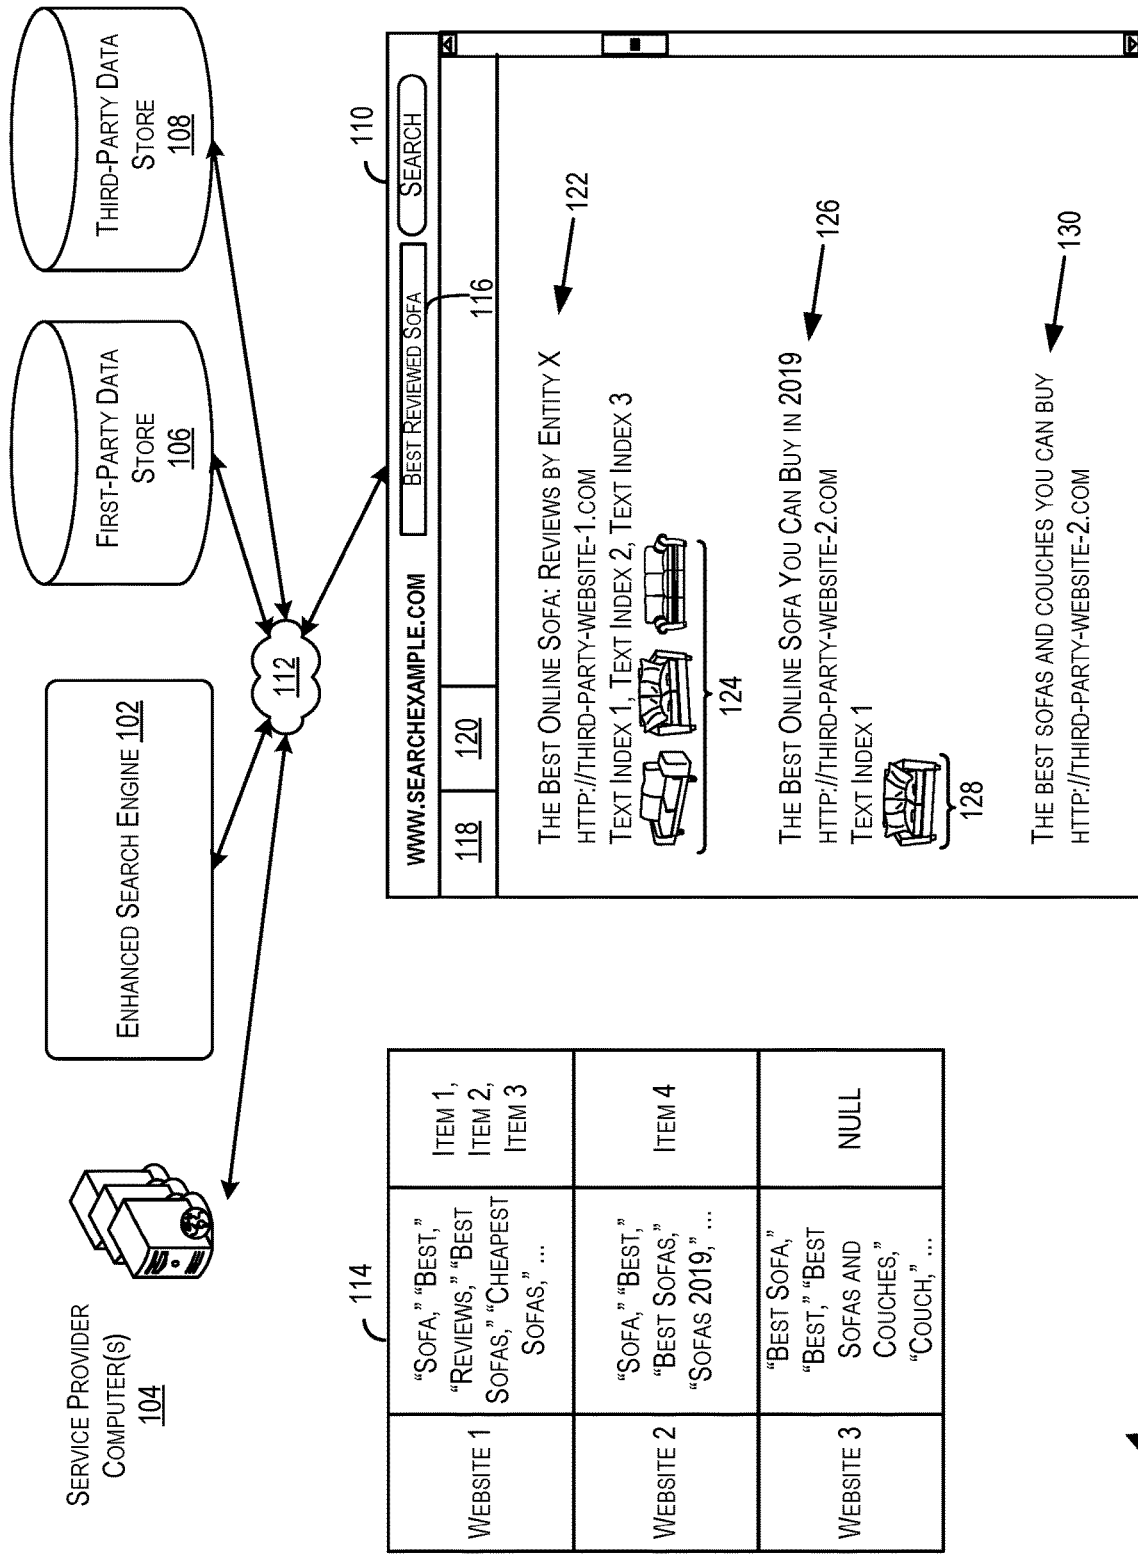 SERVICE PROVIDER
COMPUTER(S)
104
ENHANCED SEARCH ENGINE 102
FIRST-PARTY DATA
STORE
106
THIRD-PARTY DATA
STORE
108
112
114
WEBSITE 1
“SOFA,” “BEST,”
“REVIEWS,” “BEST
SOFAS,” “CHEAPEST
SOFAS,” ...
ITEM 1,
ITEM 2,
ITEM 3
WEBSITE 2
“SOFA,” “BEST,”
“BEST SOFAS,”
“SOFAS 2019,” ...
ITEM 4
WEBSITE 3
“BEST SOFA,”
“BEST,” “BEST
SOFAS AND
COUCHES,”
“COUCH,” ...
NULL
110
WWW.SEARCHEXAMPLE.COM
BEST REVIEWED SOFA
SEARCH
116
118
120
THE BEST ONLINE SOFA: REVIEWS BY ENTITY X
HTTP://THIRD-PARTY-WEBSITE-1.COM
TEXT INDEX 1, TEXT INDEX 2, TEXT INDEX 3
122
124
THE BEST ONLINE SOFA YOU CAN BUY IN 2019
HTTP://THIRD-PARTY-WEBSITE-2.COM
TEXT INDEX 1
126
128
THE BEST SOFAS AND COUCHES YOU CAN BUY
HTTP://THIRD-PARTY-WEBSITE-2.COM
130